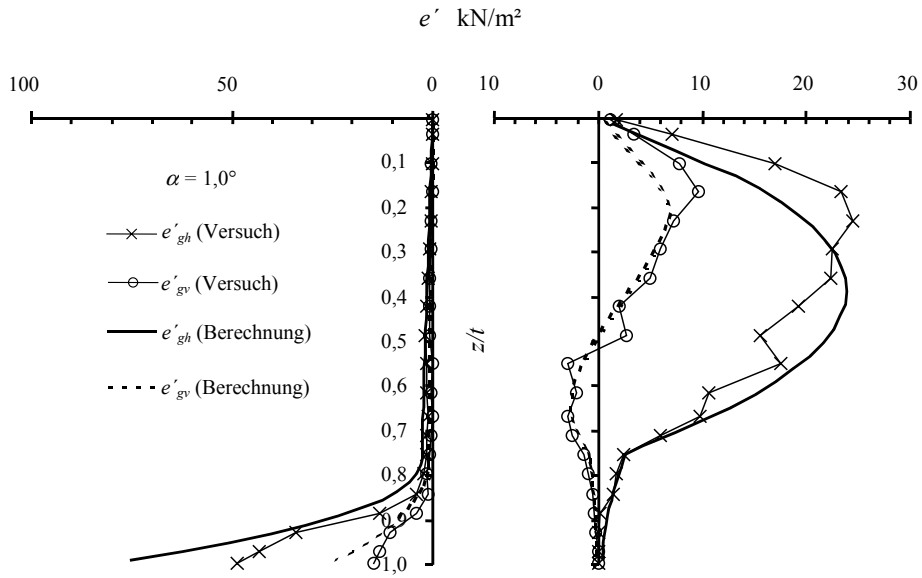 e´ kN/m²
100 50 0 10 0 10 20 30
0,1
α = 1,0°
0,2
e´gh (Versuch)
0,3
e´gv (Versuch)
0,4
e´gh (Berechnung)
0,5
z/t
e´gv (Berechnung)
0,6
0,7
0,8
0,9
1,0